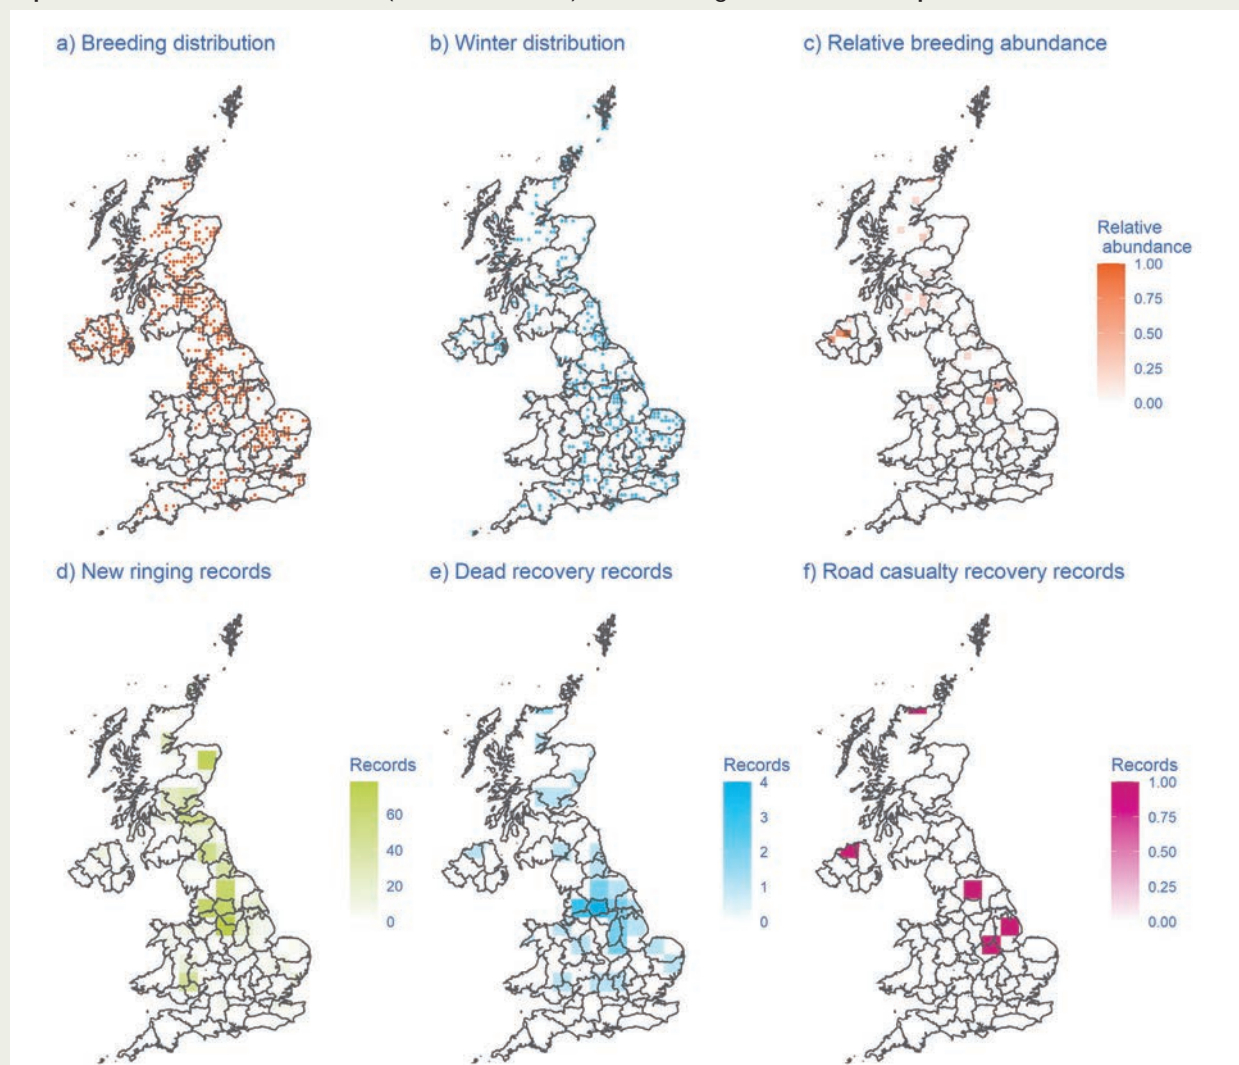 a) Breeding distribution
b) Winter distribution
c) Relative breeding abundance
Relative
abundance
1.00
0.75
0.50
0.25
0.00
d) New ringing records
e) Dead recovery records
f) Road casualty recovery records
Records
60
40
20
0
Records
4
3
2
1
0
Records
1.00
0.75
0.50
0.25
0.00